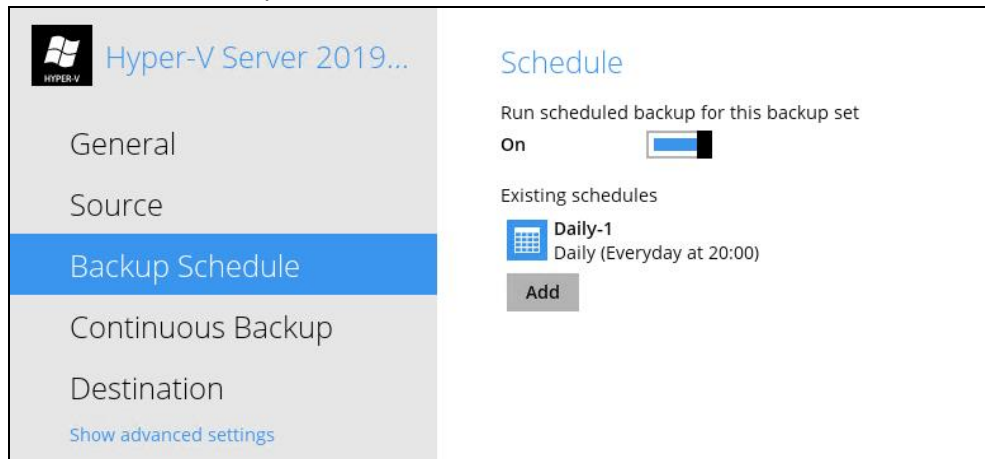 HYPER-V
Hyper-V Server 2019...
General
Source
Backup Schedule
Continuous Backup
Destination
Show advanced settings
Schedule
Run scheduled backup for this backup set
On
Existing schedules
Daily-1
Daily (Everyday at 20:00)
Add